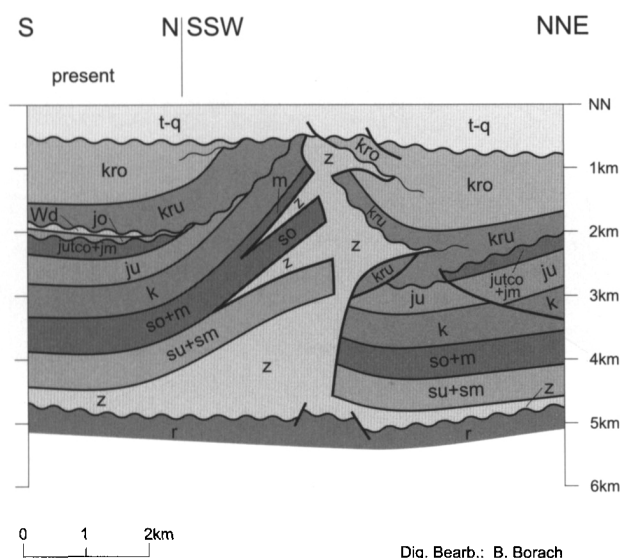 S N SSW NNE
present
NN
t-q t-q
z kro
kro 1km
kro
m
kru z kru
Wd jo
so z kru 2km
jutco+jm
ju z kru jutco
+jm ju
k ju 3km
k
so+m k
su+sm so+m 4km
z su+sm
z z
r r 5km
6km
0 1 2km
Dig. Bearb.: B. Borach